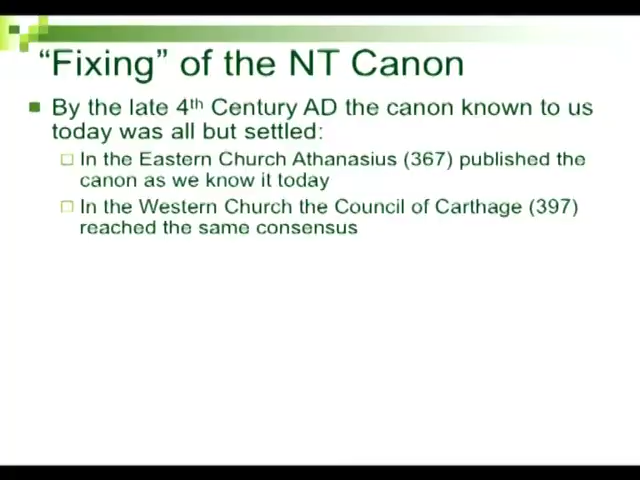 “Fixing” of the NT Canon
By the late 4th Century AD the canon known to us
today was all but settled:
In the Eastern Church Athanasius (367) published the
canon as we know it today
In the Western Church the Council of Carthage (397)
reached the same consensus